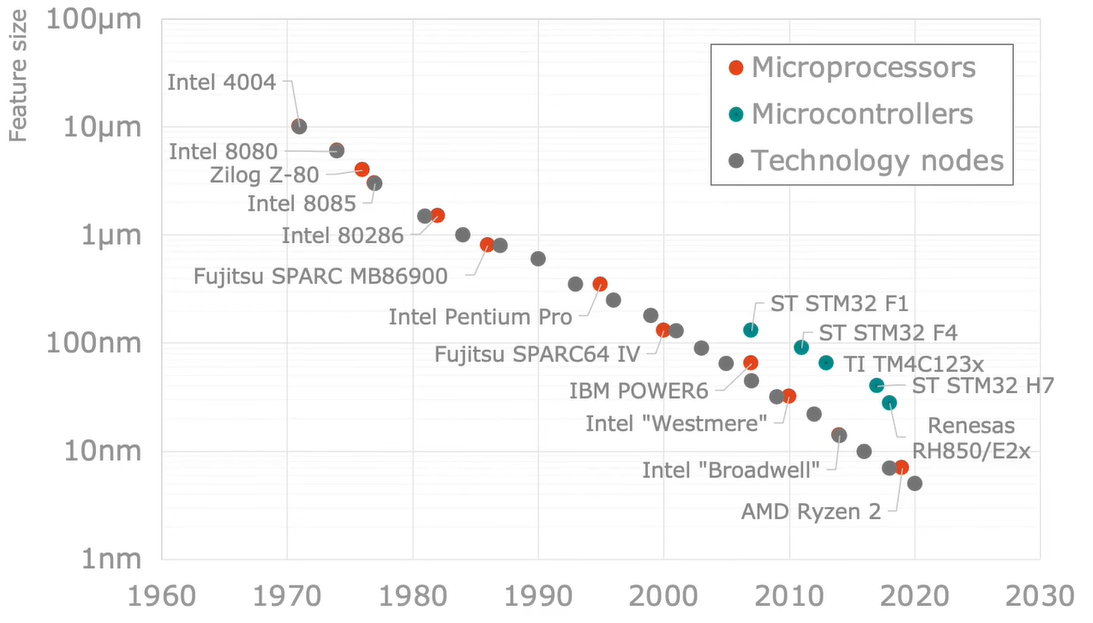 Feature size
100µm
10µm
1µm
100nm
10nm
1nm
1960
1970
1980
1990
2000
2010
2020
2030
Microprocessors
Microcontrollers
Technology nodes
Intel 4004
Intel 8080
Zilog Z-80
Intel 8085
Intel 80286
Fujitsu SPARC MB86900
Intel Pentium Pro
Fujitsu SPARC64 IV
IBM POWER6
Intel "Westmere"
Intel "Broadwell"
AMD Ryzen 2
ST STM32 F1
ST STM32 F4
TI TM4C123x
ST STM32 H7
Renesas
RH850/E2x